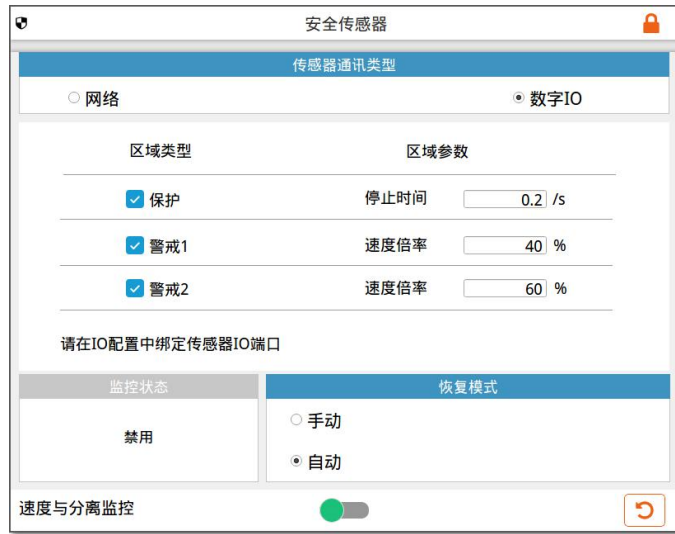 安全传感器
传感器通讯类型
网络 数字IO
区域类型 区域参数
保护 停止时间 0.2 /s
警戒1 速度倍率 40 %
警戒2 速度倍率 60 %
请在IO配置中绑定传感器IO端口
监控状态 恢复模式
手动
禁用
自动
速度与分离监控